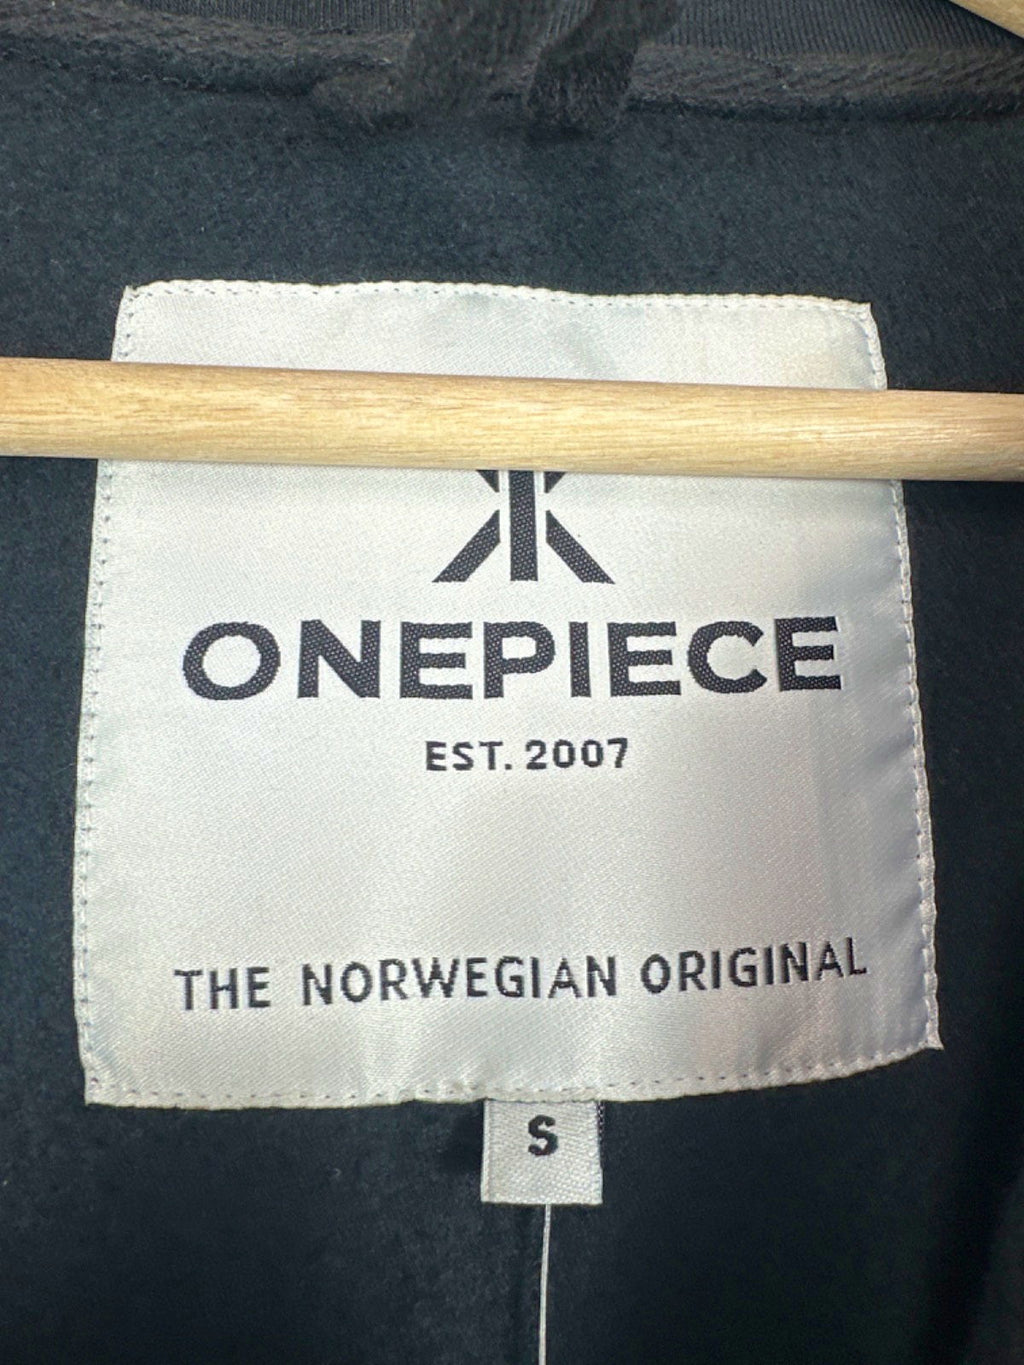 ONEPIECE
EST. 2007
THE NORWEGIAN ORIGINAL
S